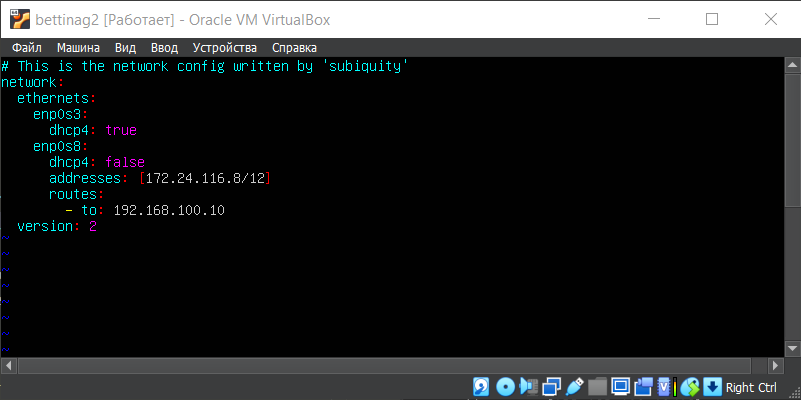 bettinag2 [Работает] - Oracle VM VirtualBox
Файл Машина Вид Ввод Устройства Справка
# This is the network config written by 'subiquity'
network:
  ethernets:
    enp0s3:
      dhcp4: true
    enp0s8:
      dhcp4: false
      addresses: [172.24.116.8/12]
      routes:
        - to: 192.168.100.10
  version: 2
~
~
~
~
~
~
~
~
Right Ctrl